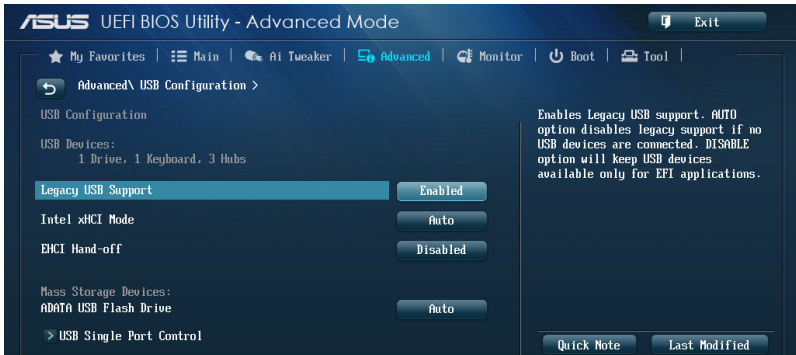 ASUS UEFI BIOS Utility - Advanced Mode
Exit
My Favorites | Main | Ai Tweaker | Advanced | Monitor | Boot | Tool |
Advanced\ USB Configuration >
USB Configuration
USB Devices:
1 Drive, 1 Keyboard, 3 Hubs
Legacy USB Support Enabled
Intel xHCI Mode Auto
EHCI Hand-off Disabled
Mass Storage Devices:
ADATA USB Flash Drive Auto
> USB Single Port Control
Enables Legacy USB support. AUTO
option disables legacy support if no
USB devices are connected. DISABLE
option will keep USB devices
available only for EFI applications.
Quick Note Last Modified